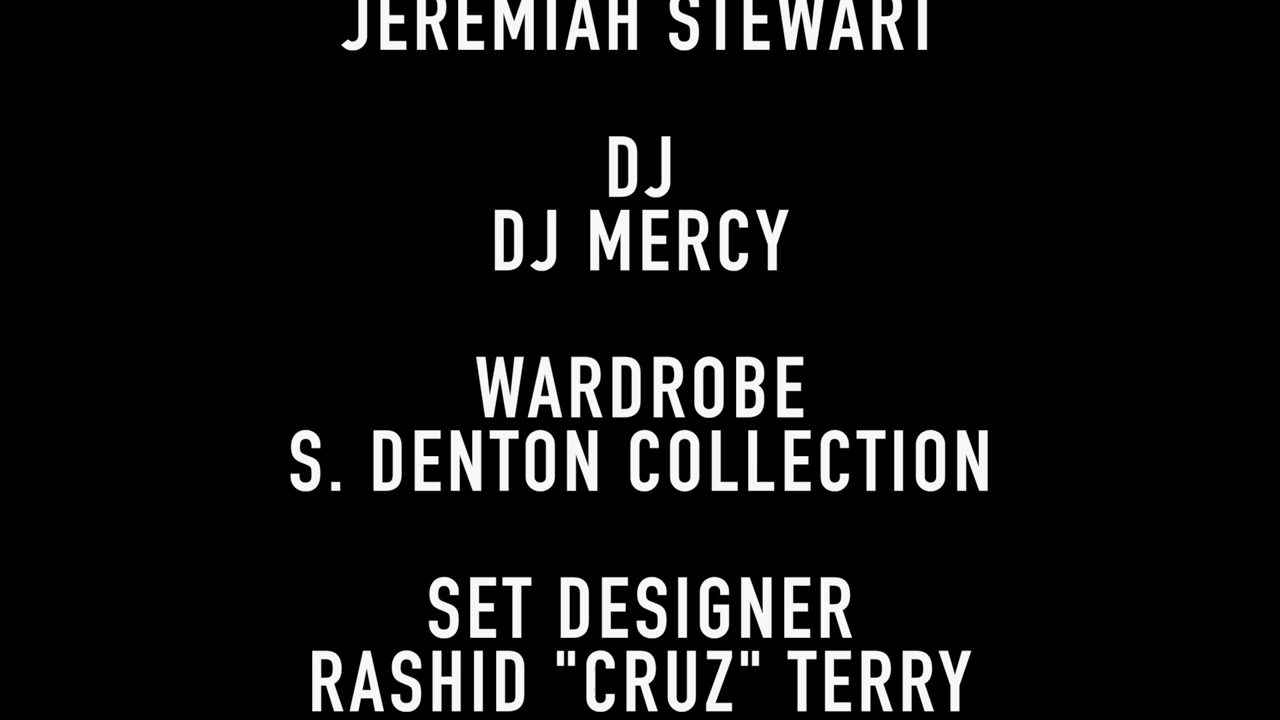 JEREMIAH STEWART
DJ
DJ MERCY
WARDROBE
S. DENTON COLLECTION
SET DESIGNER
RASHID "CRUZ" TERRY